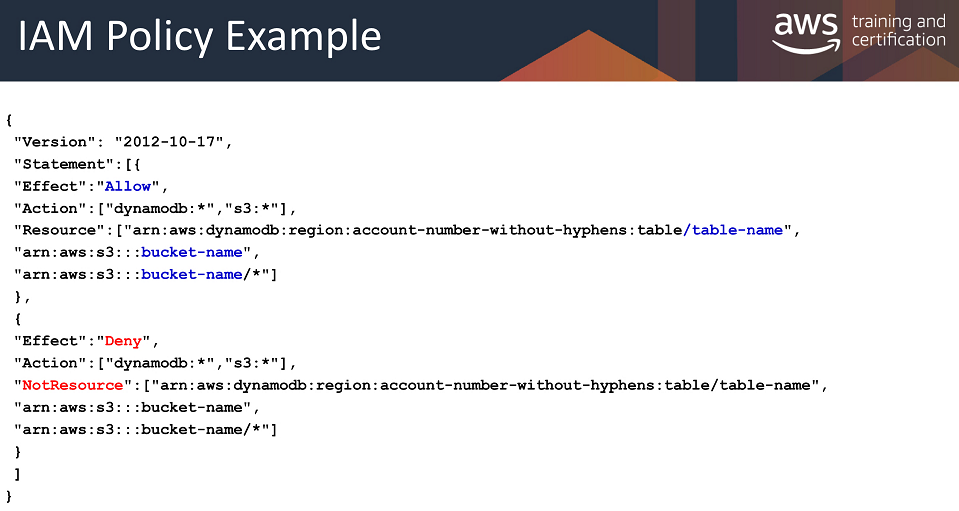 IAM Policy Example
aws training and
certification
{
"Version": "2012-10-17",
"Statement":[{
"Effect":"Allow",
"Action":["dynamodb:*","s3:*"],
"Resource":["arn:aws:dynamodb:region:account-number-without-hyphens:table/table-name",
"arn:aws:s3:::bucket-name",
"arn:aws:s3:::bucket-name/*"]
},
{
"Effect":"Deny",
"Action":["dynamodb:*","s3:*"],
"NotResource":["arn:aws:dynamodb:region:account-number-without-hyphens:table/table-name",
"arn:aws:s3:::bucket-name",
"arn:aws:s3:::bucket-name/*"]
}
]
}